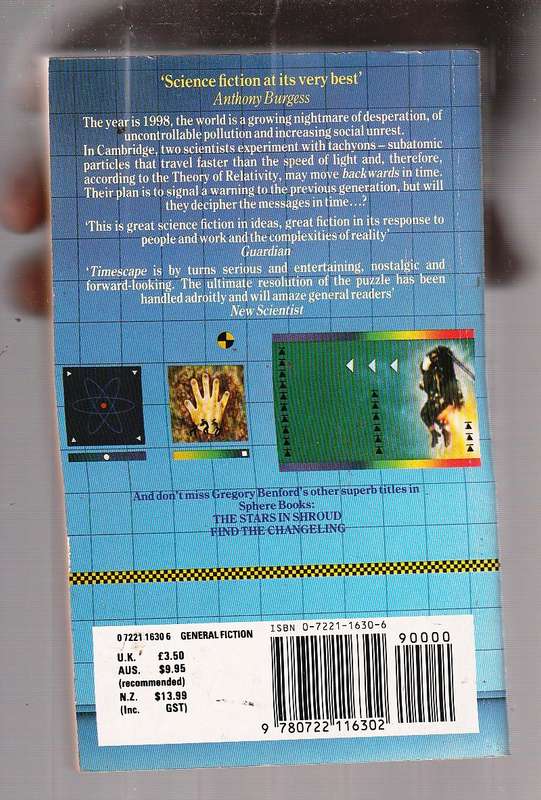 ‘Science fiction at its very best’
Anthony Burgess
The year is 1998, the world is a growing nightmare of desperation, of
uncontrollable pollution and increasing social unrest.
In Cambridge, two scientists experiment with tachyons – subatomic
particles that travel faster than the speed of light and, therefore,
according to the Theory of Relativity, may move backwards in time.
Their plan is to signal a warning to the previous generation, but will
they decipher the messages in time...?
‘This is great science fiction in ideas, great fiction in its response to
people and work and the complexities of reality’
Guardian
‘Timescape is by turns serious and entertaining, nostalgic and
forward-looking. The ultimate resolution of the puzzle has been
handled adroitly and will amaze general readers’
New Scientist
And don't miss Gregory Benford's other superb titles in
Sphere Books:
THE STARS IN SHROUD
FIND THE CHANGELING
0 7221 1630 6 GENERAL FICTION
U.K. £3.50
AUS. $9.95
(recommended)
N.Z. $13.99
(Inc. GST)
ISBN 0-7221-1630-6
90000
9 780722 116302